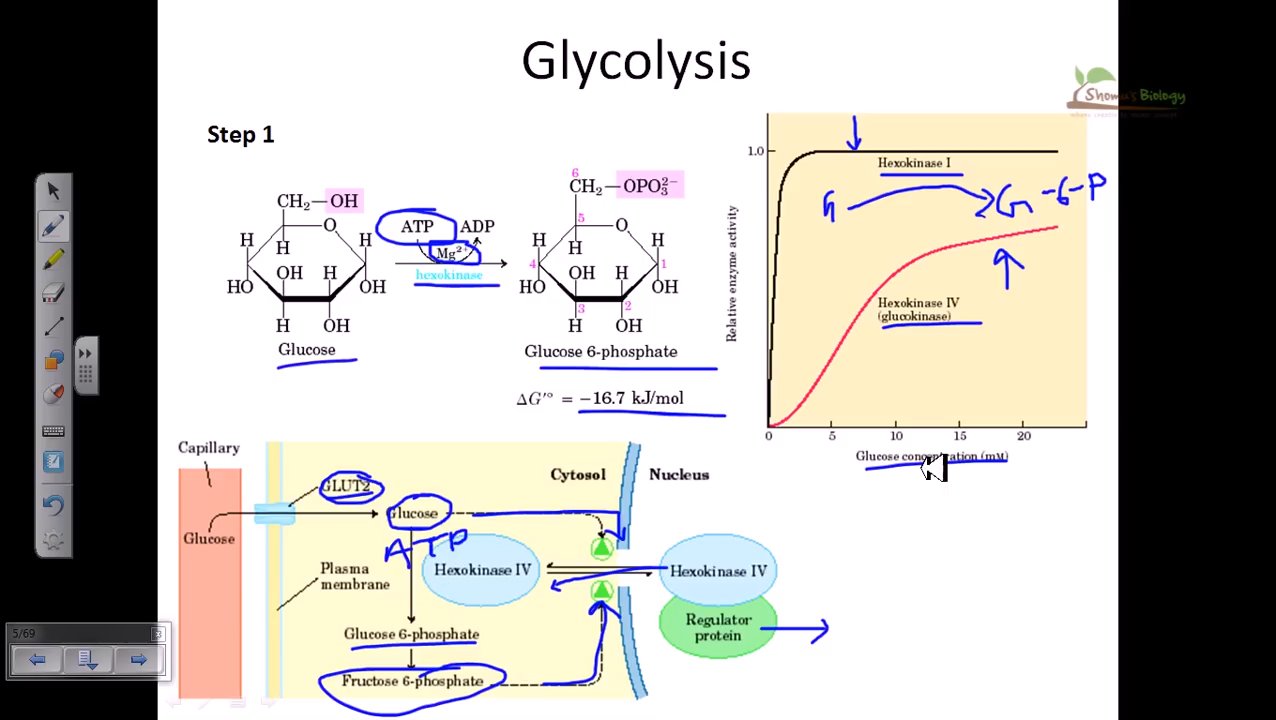 Glycolysis
Shomu's Biology
Step 1
CH2—OH
O
H
H
H
OH
H
HO
OH
H
OH
Glucose
ATP
ADP
Mg2+
hexokinase
6
CH2—OPO3 2−
5
O
H
H
H
4
OH
H
1
HO
OH
3
2
H
OH
Glucose 6-phosphate
ΔG′° = −16.7 kJ/mol
1.0
Hexokinase I
G
G-6-P
Relative enzyme activity
Hexokinase IV
(glucokinase)
0
5
10
15
20
Glucose concentration (mM)
Capillary
GLUT2
Cytosol
Nucleus
Glucose
Glucose
ATP
Hexokinase IV
Hexokinase IV
Plasma
membrane
Regulator
protein
Glucose 6-phosphate
Fructose 6-phosphate
5/69